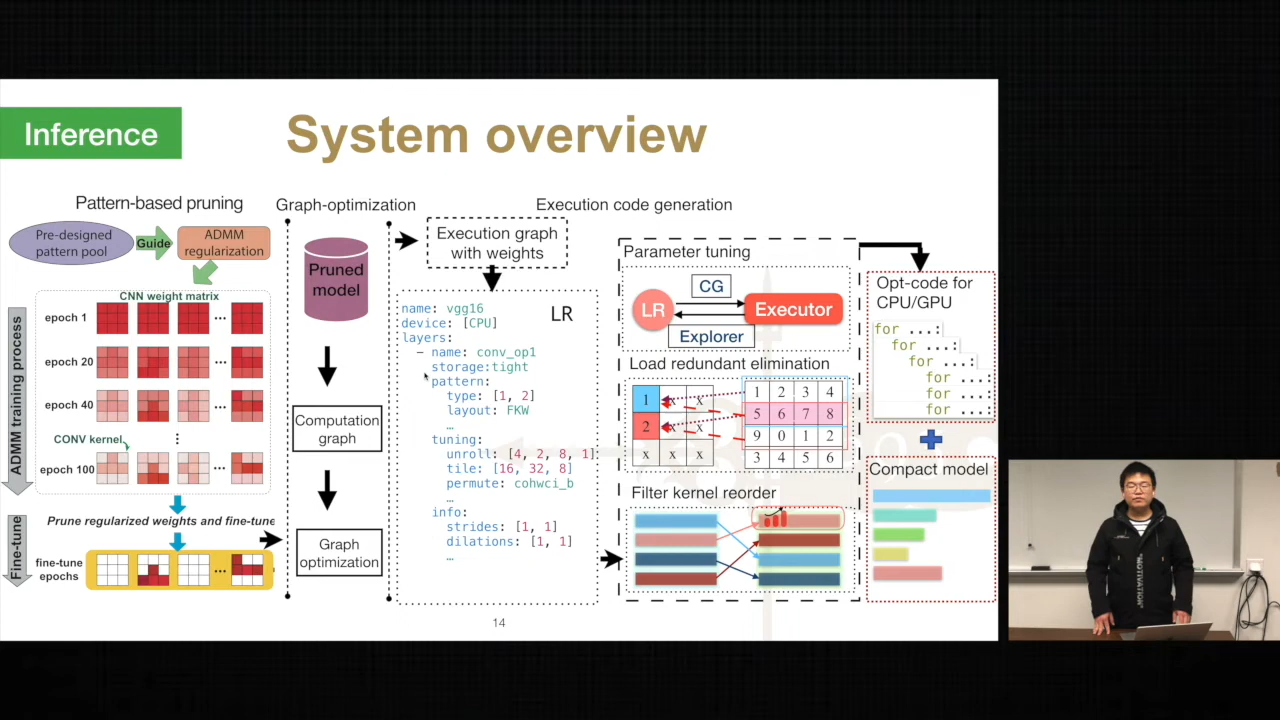 Inference
System overview
Pattern-based pruning
Pre-designed
pattern pool
Guide
ADMM
regularization
CNN weight matrix
ADMM training process
epoch 1
epoch 20
epoch 40
CONV kernel
epoch 100
Prune regularized weights and fine-tune
Fine-tune
fine-tune
epochs
Graph-optimization
Pruned
model
Computation
graph
Graph
optimization
Execution code generation
Execution graph
with weights
LR
name: vgg16
device: [CPU]
layers:
- name: conv_op1
storage:tight
pattern:
type: [1, 2]
layout: FKW
…
tuning:
unroll: [4, 2, 8, 1]
tile: [16, 32, 8]
permute: cohwci_b
…
info:
strides: [1, 1]
dilations: [1, 1]
…
Parameter tuning
LR
CG
Explorer
Executor
Load redundant elimination
1 x x
2 x x
x x x
1 2 3 4
5 6 7 8
9 0 1 2
3 4 5 6
Filter kernel reorder
Opt-code for
CPU/GPU
for ...:
for ...:
for ...:
for ...:
for ...:
for ...:
Compact model
14
MOTIVATION